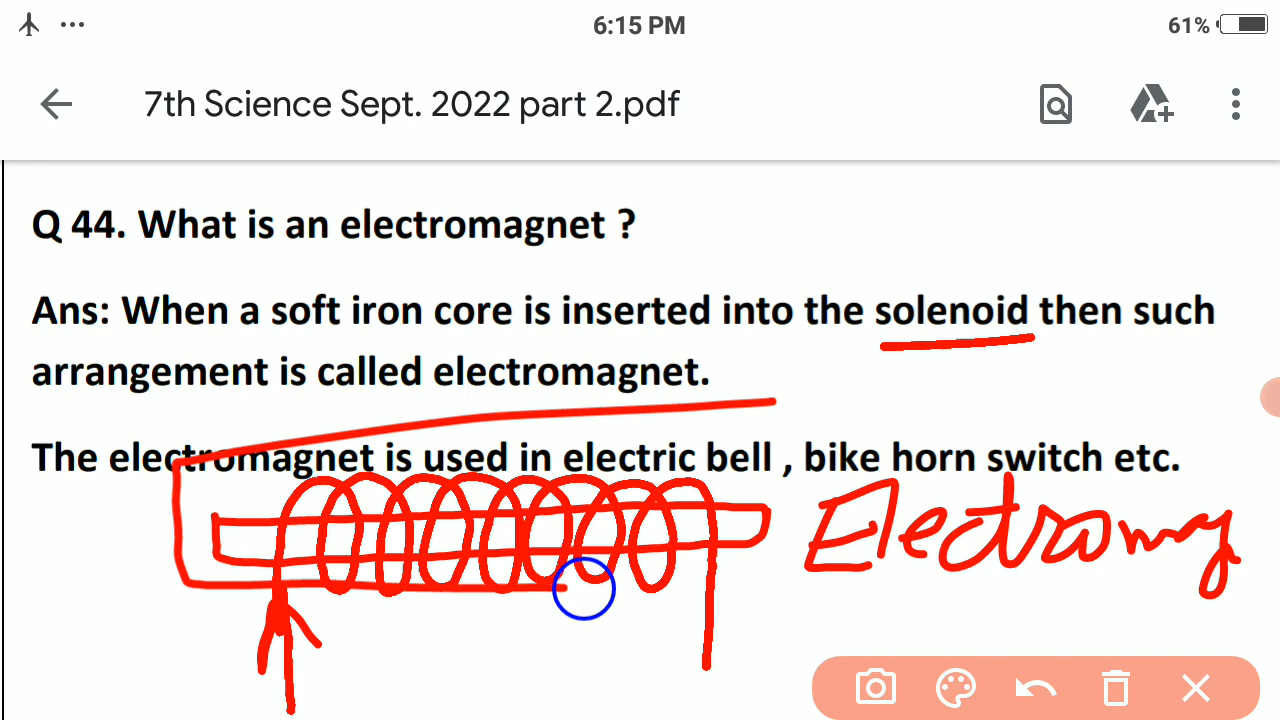 6:15 PM
61%
7th Science Sept. 2022 part 2.pdf
Q 44. What is an electromagnet ?
Ans: When a soft iron core is inserted into the solenoid then such
arrangement is called electromagnet.
The electromagnet is used in electric bell , bike horn switch etc.
Electromag